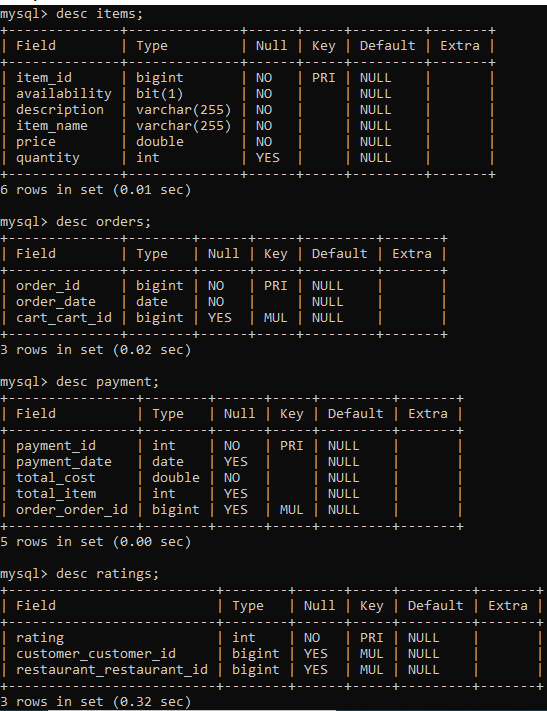 mysql> desc items;
+--------------+--------------+------+-----+---------+-------+
| Field        | Type         | Null | Key | Default | Extra |
+--------------+--------------+------+-----+---------+-------+
| item_id      | bigint       | NO   | PRI | NULL    |       |
| availability | bit(1)       | NO   |     | NULL    |       |
| description  | varchar(255) | NO   |     | NULL    |       |
| item_name    | varchar(255) | NO   |     | NULL    |       |
| price        | double       | NO   |     | NULL    |       |
| quantity     | int          | YES  |     | NULL    |       |
+--------------+--------------+------+-----+---------+-------+
6 rows in set (0.01 sec)
mysql> desc orders;
+--------------+--------+------+-----+---------+-------+
| Field        | Type   | Null | Key | Default | Extra |
+--------------+--------+------+-----+---------+-------+
| order_id     | bigint | NO   | PRI | NULL    |       |
| order_date   | date   | NO   |     | NULL    |       |
| cart_cart_id | bigint | YES  | MUL | NULL    |       |
+--------------+--------+------+-----+---------+-------+
3 rows in set (0.02 sec)
mysql> desc payment;
+----------------+--------+------+-----+---------+-------+
| Field          | Type   | Null | Key | Default | Extra |
+----------------+--------+------+-----+---------+-------+
| payment_id     | int    | NO   | PRI | NULL    |       |
| payment_date   | date   | YES  |     | NULL    |       |
| total_cost     | double | NO   |     | NULL    |       |
| total_item     | int    | YES  |     | NULL    |       |
| order_order_id | bigint | YES  | MUL | NULL    |       |
+----------------+--------+------+-----+---------+-------+
5 rows in set (0.00 sec)
mysql> desc ratings;
+--------------------------+--------+------+-----+---------+-------+
| Field                    | Type   | Null | Key | Default | Extra |
+--------------------------+--------+------+-----+---------+-------+
| rating                   | int    | NO   | PRI | NULL    |       |
| customer_customer_id     | bigint | YES  | MUL | NULL    |       |
| restaurant_restaurant_id | bigint | YES  | MUL | NULL    |       |
+--------------------------+--------+------+-----+---------+-------+
3 rows in set (0.32 sec)